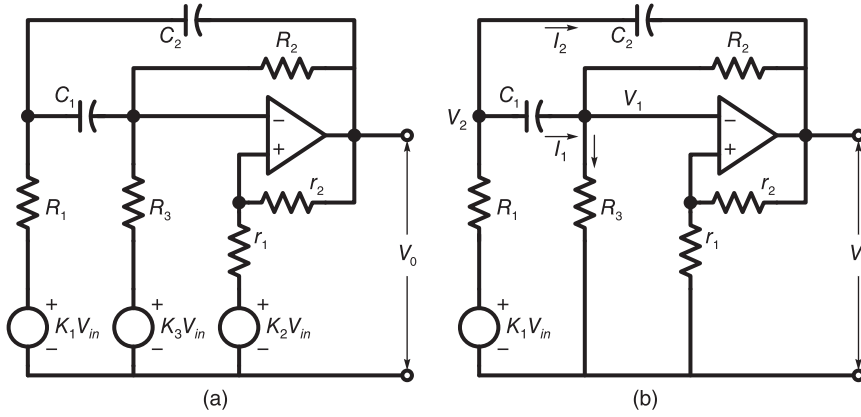 C2
R2
C1
−
+
r2
R1
R3
r1
V0
+
K1Vin
−
+
K3Vin
−
+
K2Vin
−
(a)
I2
C2
R2
V2
C1
V1
I1
−
+
r2
R1
R3
r1
V
+
K1Vin
−
(b)